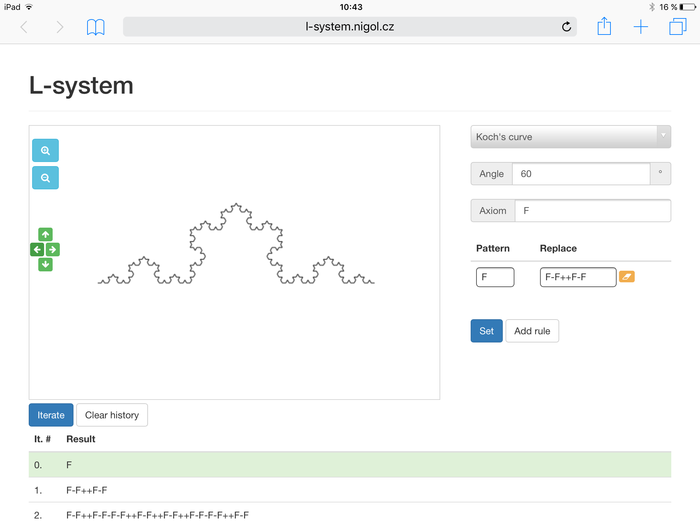 iPad 10:43 16 %
l-system.nigol.cz
L-system
Koch's curve
Angle 60 °
Axiom F
Pattern Replace
F F-F++F-F
Set Add rule
Iterate Clear history
It. # Result
0. F
1. F-F++F-F
2. F-F++F-F-F-F++F-F++F-F++F-F-F-F++F-F